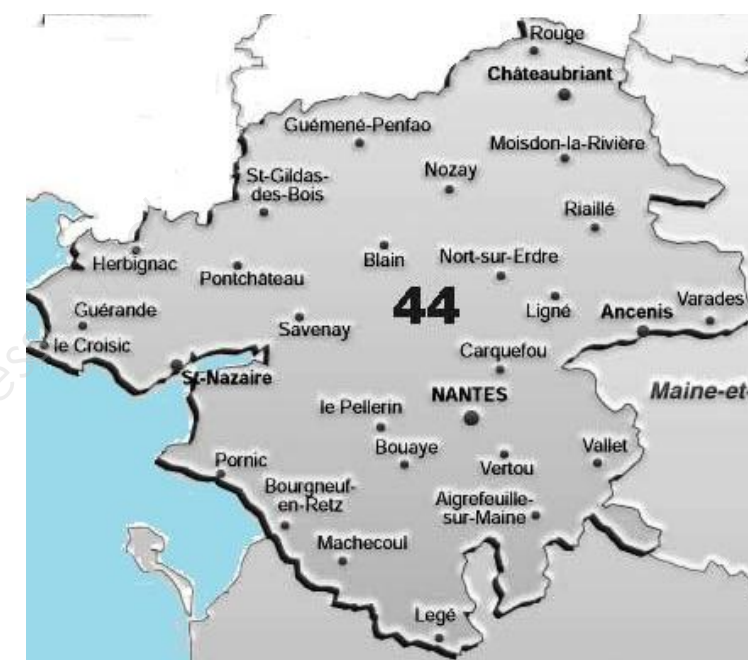 Rouge
Châteaubriant
Guémené-Penfao
Moisdon-la-Rivière
St-Gildas-
des-Bois
Nozay
Riaillé
Herbignac
Pontchâteau
Blain
Nort-sur-Erdre
44
Guérande
Savenay
Ligné
Ancenis
Varades
le Croisic
St-Nazaire
Carquefou
Maine-et-
NANTES
le Pellerin
Bouaye
Vertou
Vallet
Pornic
Bourgneuf-
en-Retz
Aigrefeuille-
sur-Maine
Machecoul
Legé